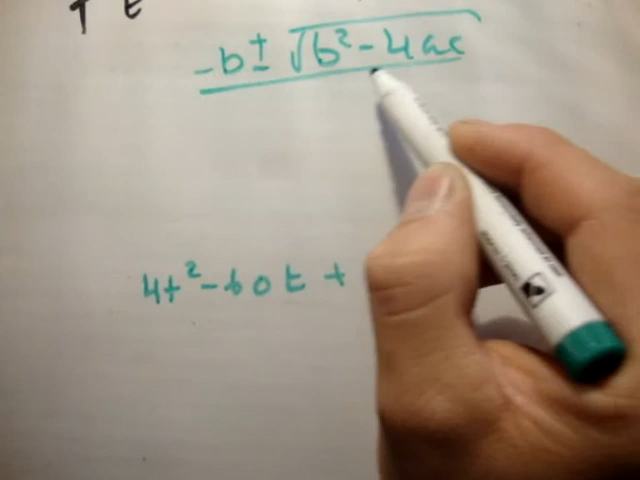 -b ± √b² - 4ac
4t² - 60t +